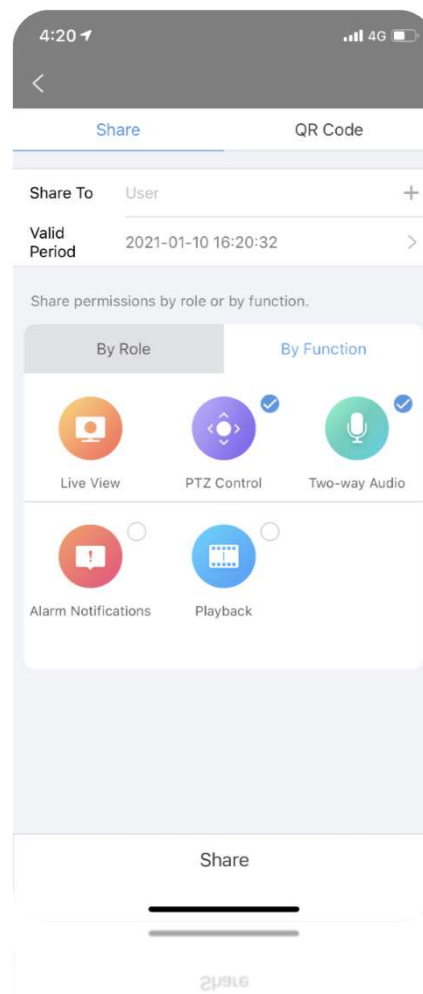 4:20 4G
Share QR Code
Share To User
Valid Period 2021-01-10 16:20:32
Share permissions by role or by function.
By Role By Function
Live View PTZ Control Two-way Audio
Alarm Notifications Playback
Share
Share